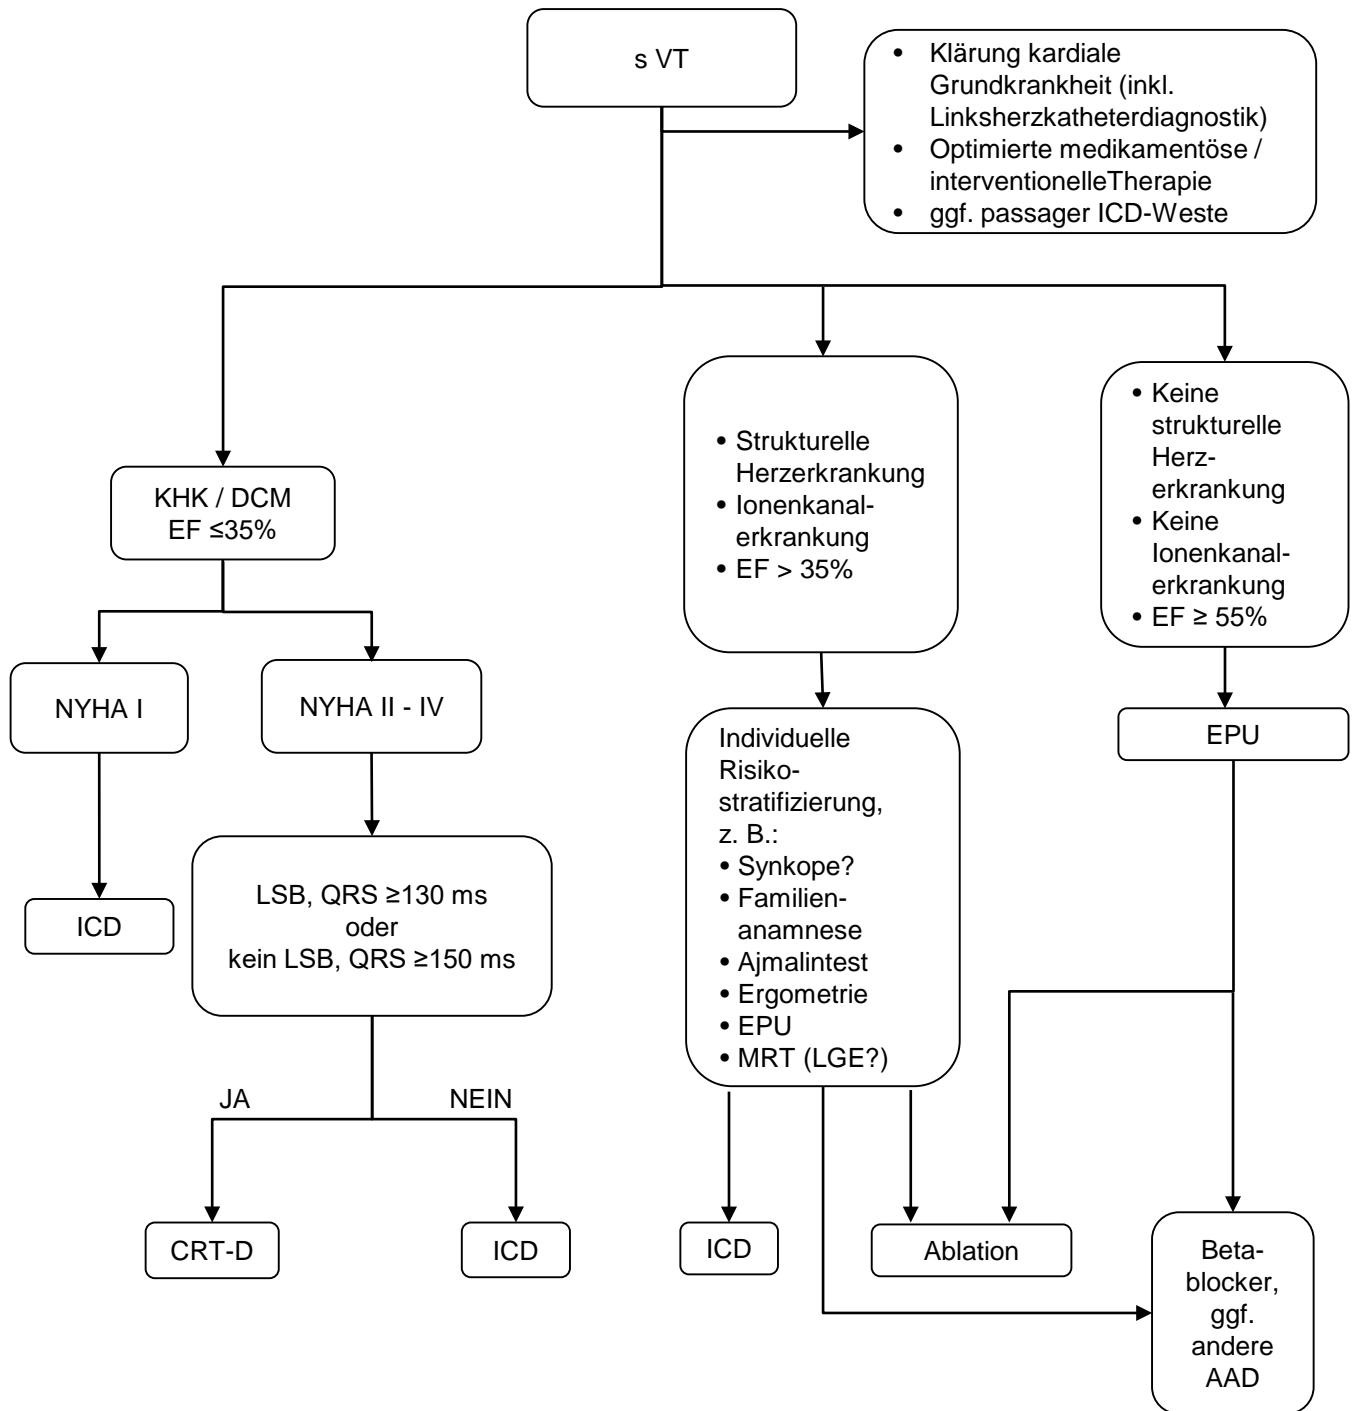 s VT
• Klärung kardiale
Grundkrankheit (inkl.
Linksherzkatheterdiagnostik)
• Optimierte medikamentöse /
interventionelleTherapie
• ggf. passager ICD-Weste
KHK / DCM
EF ≤35%
• Strukturelle
Herzerkrankung
• Ionenkanal-
erkrankung
• EF > 35%
• Keine
strukturelle
Herz-
erkrankung
• Keine
Ionenkanal-
erkrankung
• EF ≥ 55%
NYHA I
NYHA II - IV
Individuelle
Risiko-
stratifizierung,
z. B.:
• Synkope?
• Familien-
anamnese
• Ajmalintest
• Ergometrie
• EPU
• MRT (LGE?)
EPU
ICD
LSB, QRS ≥130 ms
oder
kein LSB, QRS ≥150 ms
JA
NEIN
CRT-D
ICD
ICD
Ablation
Beta-
blocker,
ggf.
andere
AAD